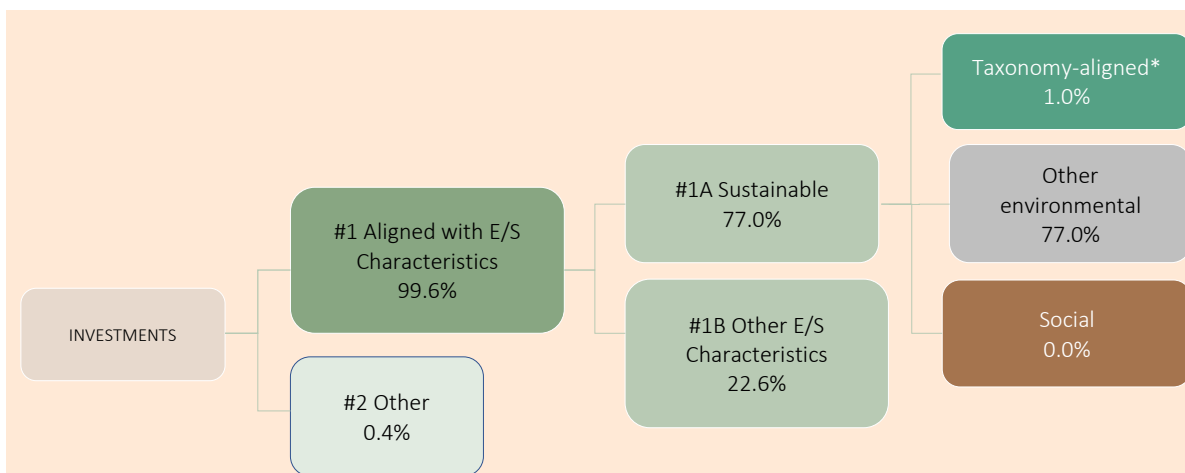 INVESTMENTS
#1 Aligned with E/S
Characteristics
99.6%
#2 Other
0.4%
#1A Sustainable
77.0%
#1B Other E/S
Characteristics
22.6%
Taxonomy-aligned*
1.0%
Other
environmental
77.0%
Social
0.0%